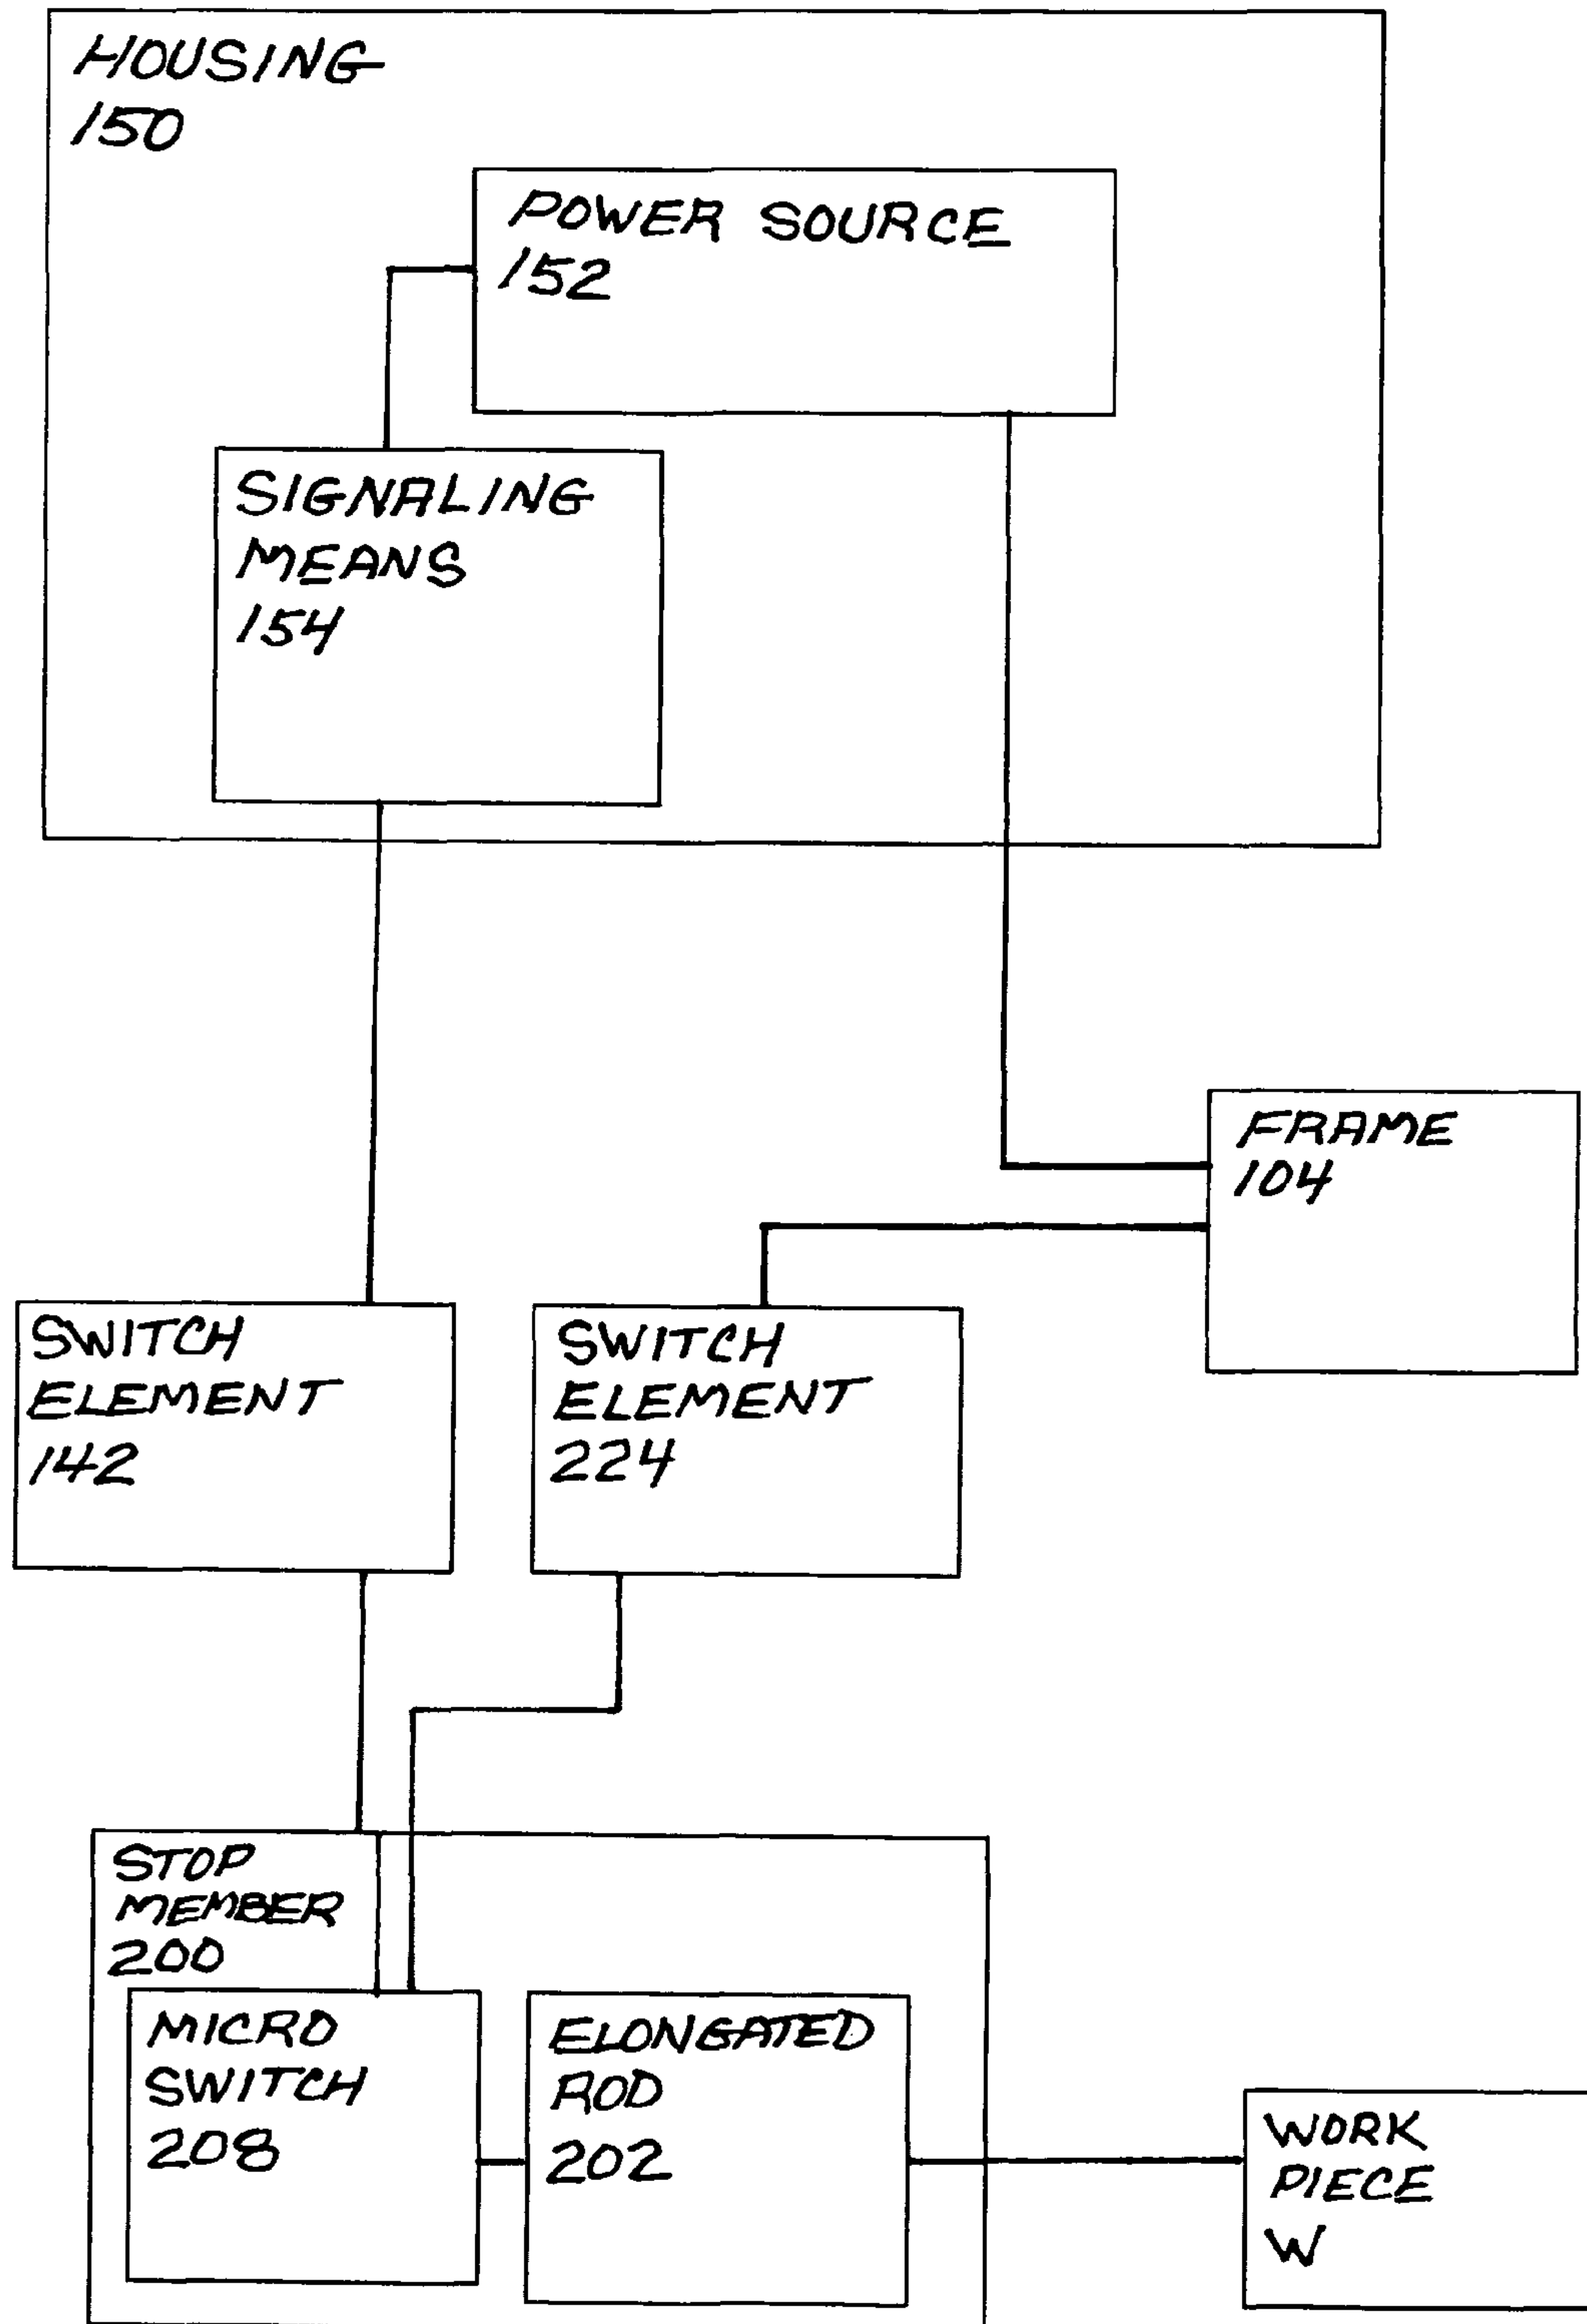 HOUSING
150
POWER SOURCE
152
SIGNALING
MEANS
154
FRAME
104
SWITCH
ELEMENT
142
SWITCH
ELEMENT
224
STOP
MEMBER
200
MICRO
SWITCH
208
ELONGATED
ROD
202
WORK
PIECE
W